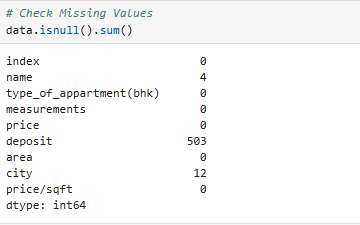 # Check Missing Values
data.isnull().sum()
index 0
name 4
type_of_appartment(bhk) 0
measurements 0
price 0
deposit 503
area 0
city 12
price/sqft 0
dtype: int64